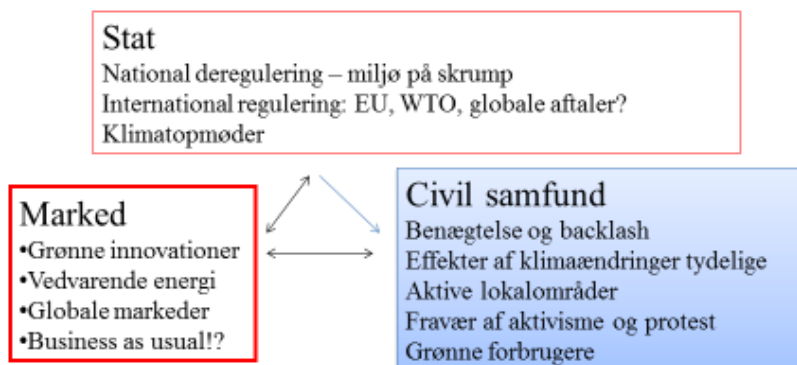 Stat
National deregulering – miljø på skrump
International regulering: EU, WTO, globale aftaler?
Klimatopmøder
Marked
•Grønne innovationer
•Vedvarende energi
•Globale markeder
•Business as usual!?
Civil samfund
Benægtelse og backlash
Effekter af klimaændringer tydelige
Aktive lokalområder
Fravær af aktivisme og protest
Grønne forbrugere